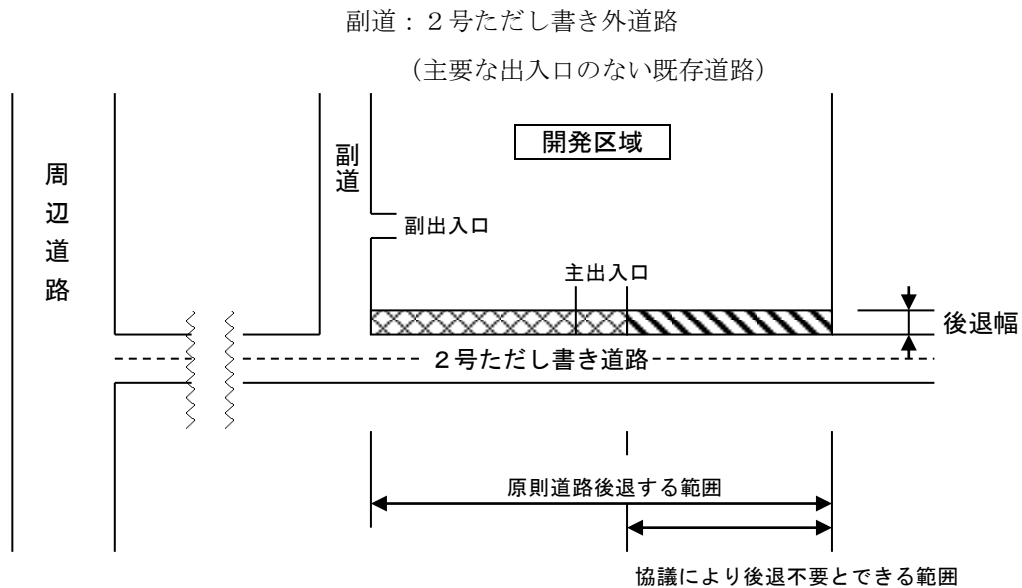 副道：２号ただし書き外道路
（主要な出入口のない既存道路）
開発区域
周辺道路
副道
副出入口
主出入口
後退幅
２号ただし書き道路
原則道路後退する範囲
協議により後退不要とできる範囲